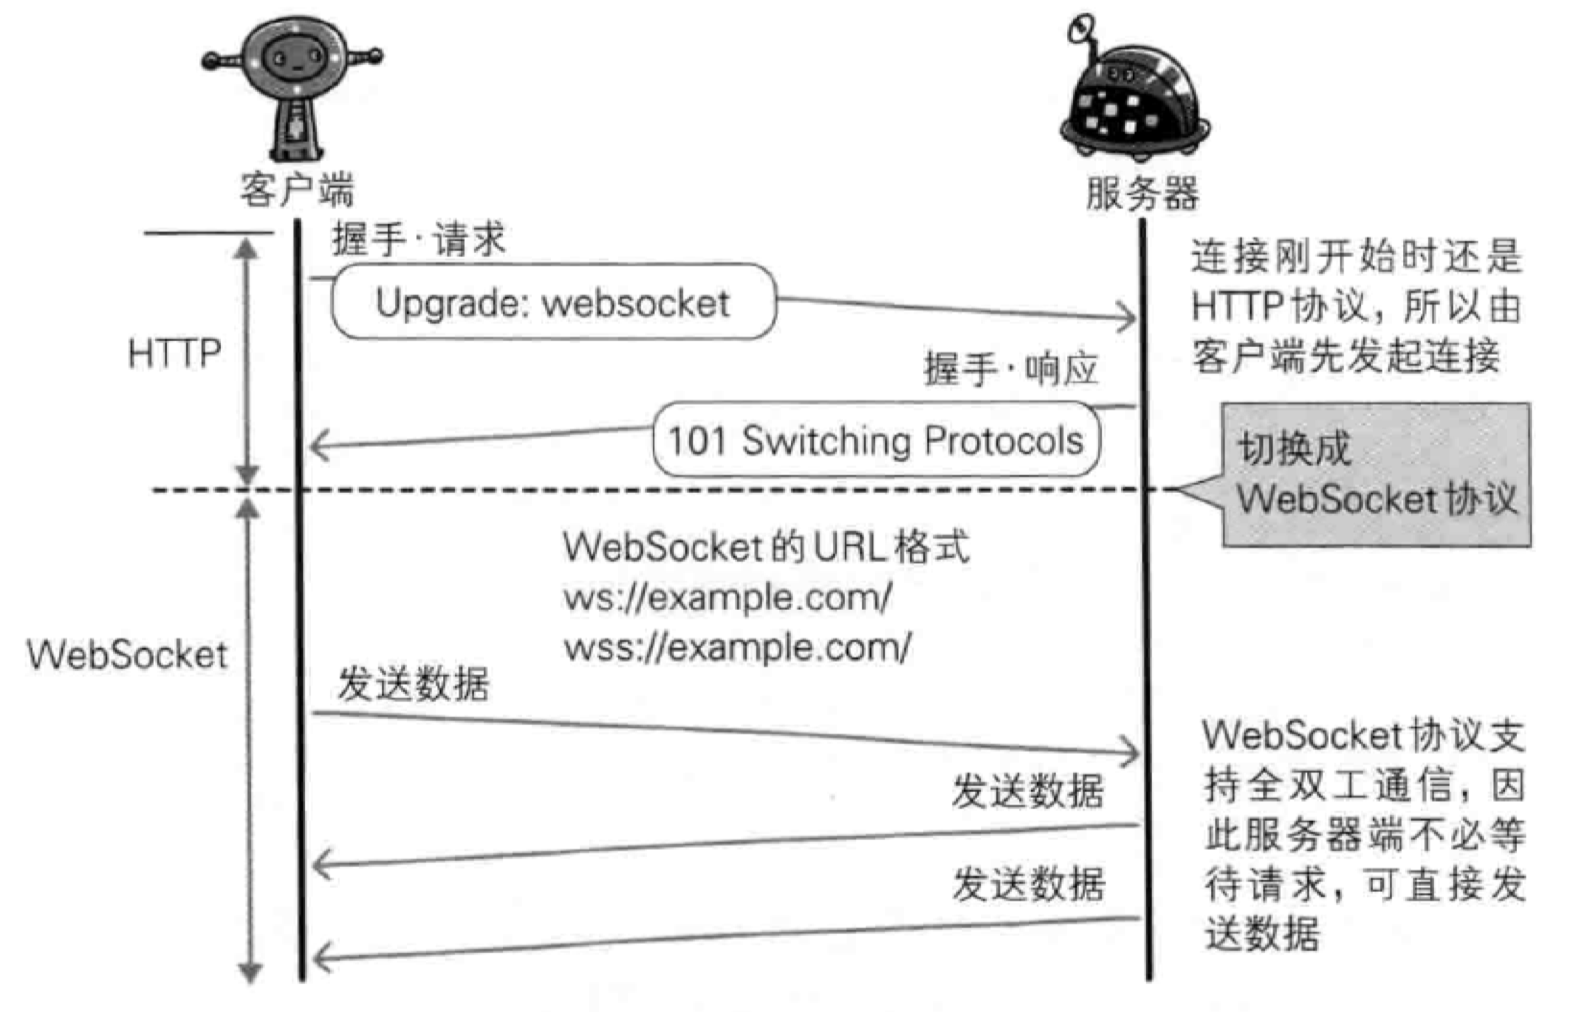 客户端
服务器
握手·请求
Upgrade: websocket
连接刚开始时还是
HTTP协议，所以由
客户端先发起连接
HTTP
握手·响应
101 Switching Protocols
切换成
WebSocket协议
WebSocket的URL格式
ws://example.com/
wss://example.com/
WebSocket
发送数据
发送数据
发送数据
WebSocket协议支
持全双工通信，因
此服务器端不必等
待请求，可直接发
送数据